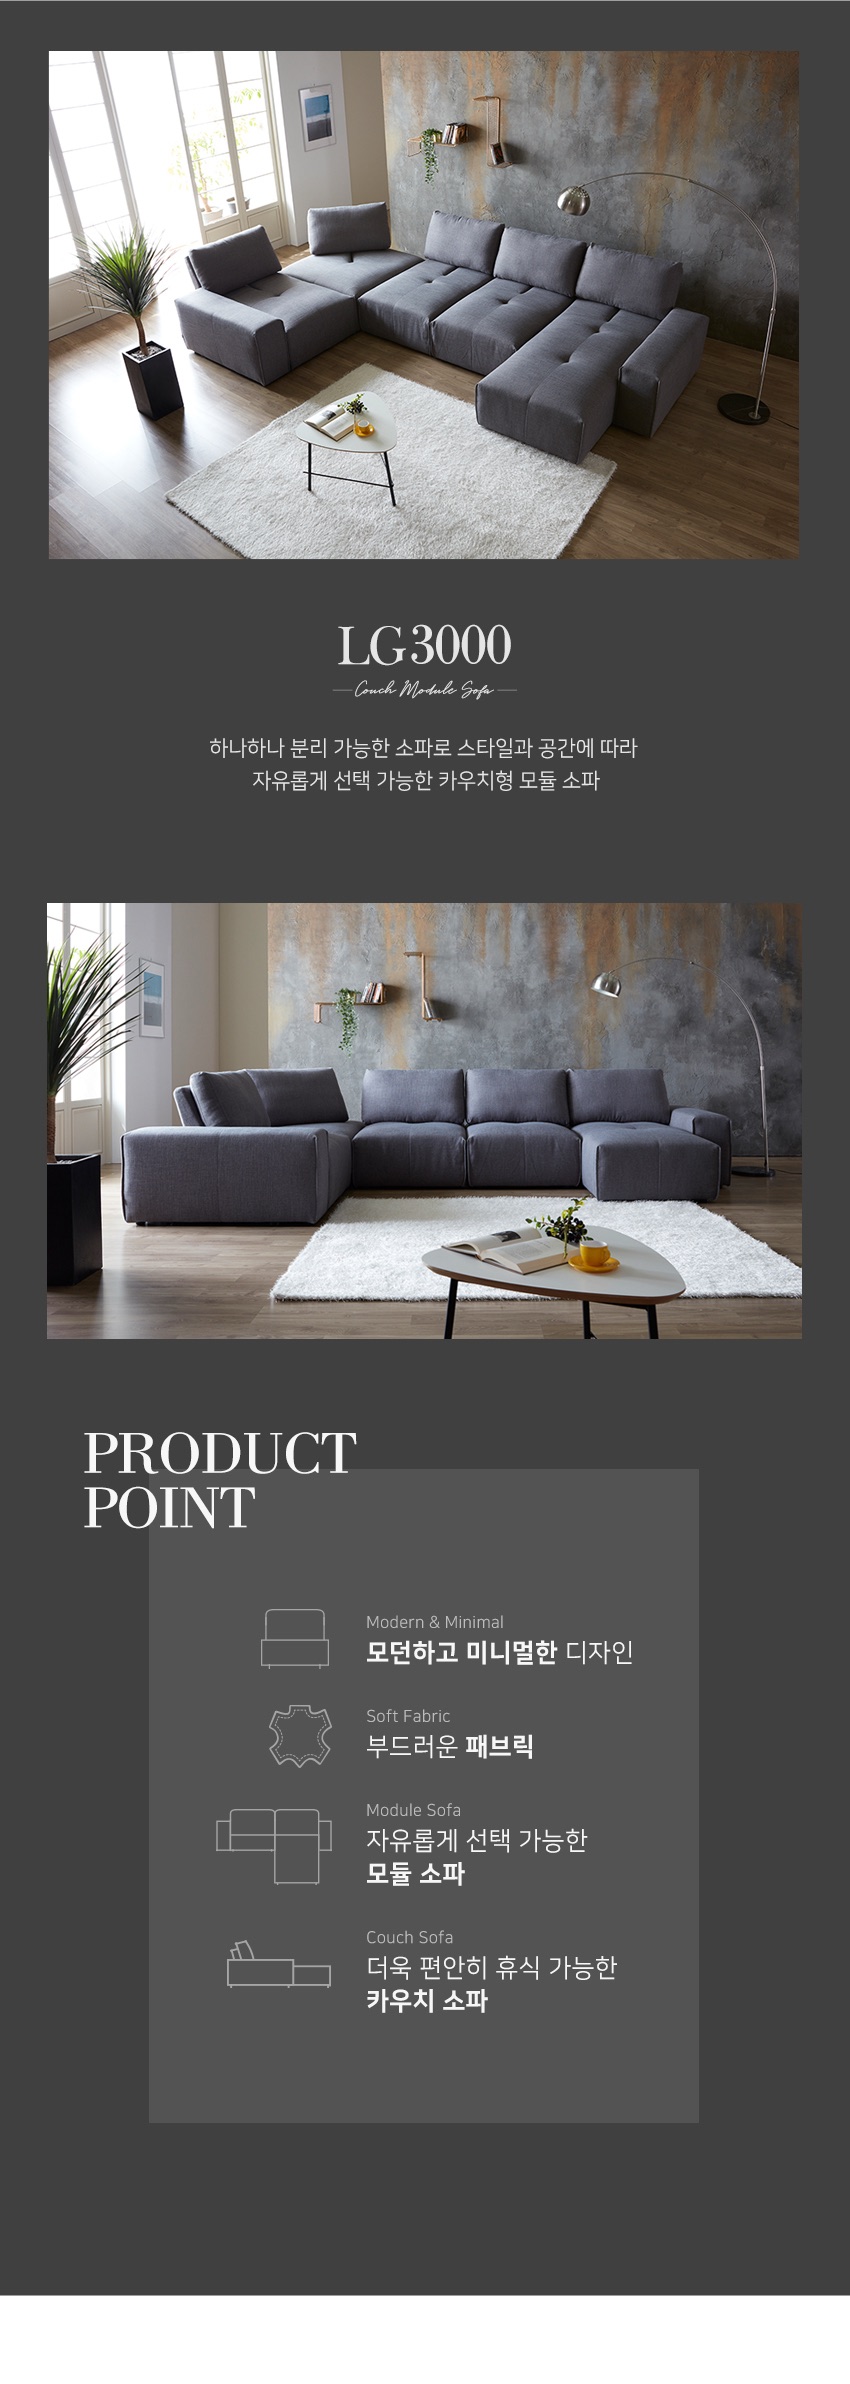 LG3000
Couch Module Sofa
하나하나 분리 가능한 소파로 스타일과 공간에 따라
자유롭게 선택 가능한 카우치형 모듈 소파
PRODUCT
POINT
Modern & Minimal
모던하고 미니멀한 디자인
Soft Fabric
부드러운 패브릭
Module Sofa
자유롭게 선택 가능한
모듈 소파
Couch Sofa
더욱 편안히 휴식 가능한
카우치 소파